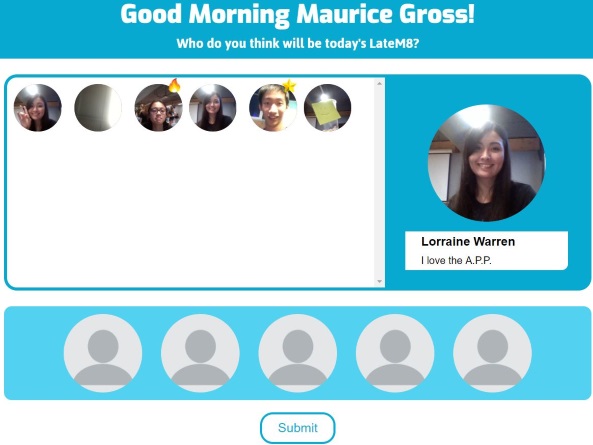 Good Morning Maurice Gross!
Who do you think will be today's LateM8?
Lorraine Warren
I love the A.P.P.
Submit